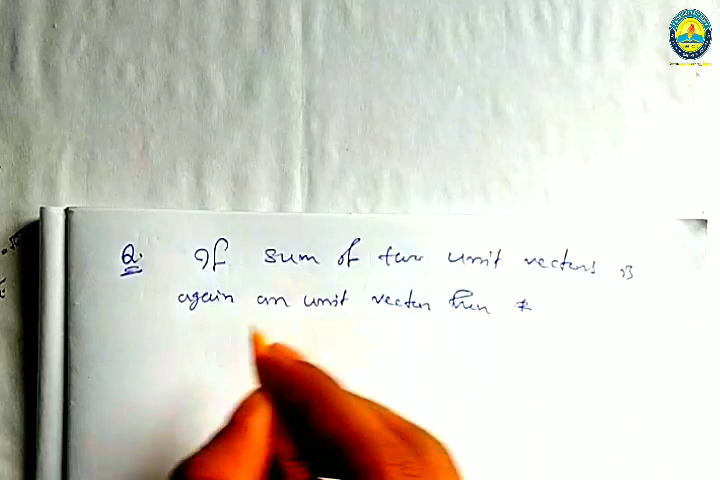 Q. If sum of two unit vectors is
again an unit vector then